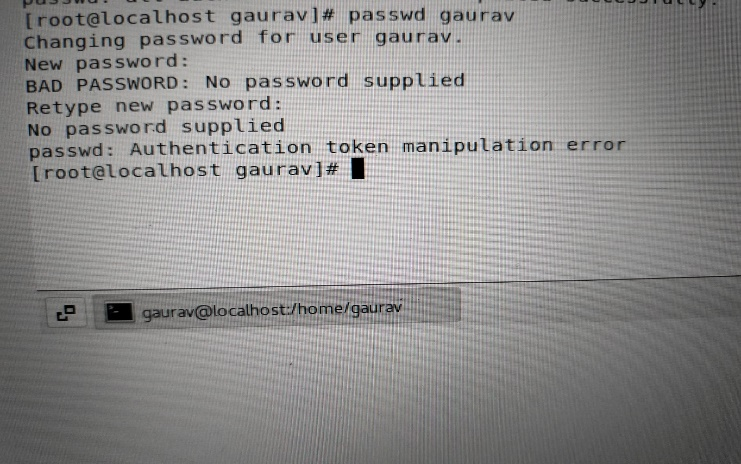 [root@localhost gaurav]# passwd gaurav
Changing password for user gaurav.
New password:
BAD PASSWORD: No password supplied
Retype new password:
No password supplied
passwd: Authentication token manipulation error
[root@localhost gaurav]#
gaurav@localhost:/home/gaurav